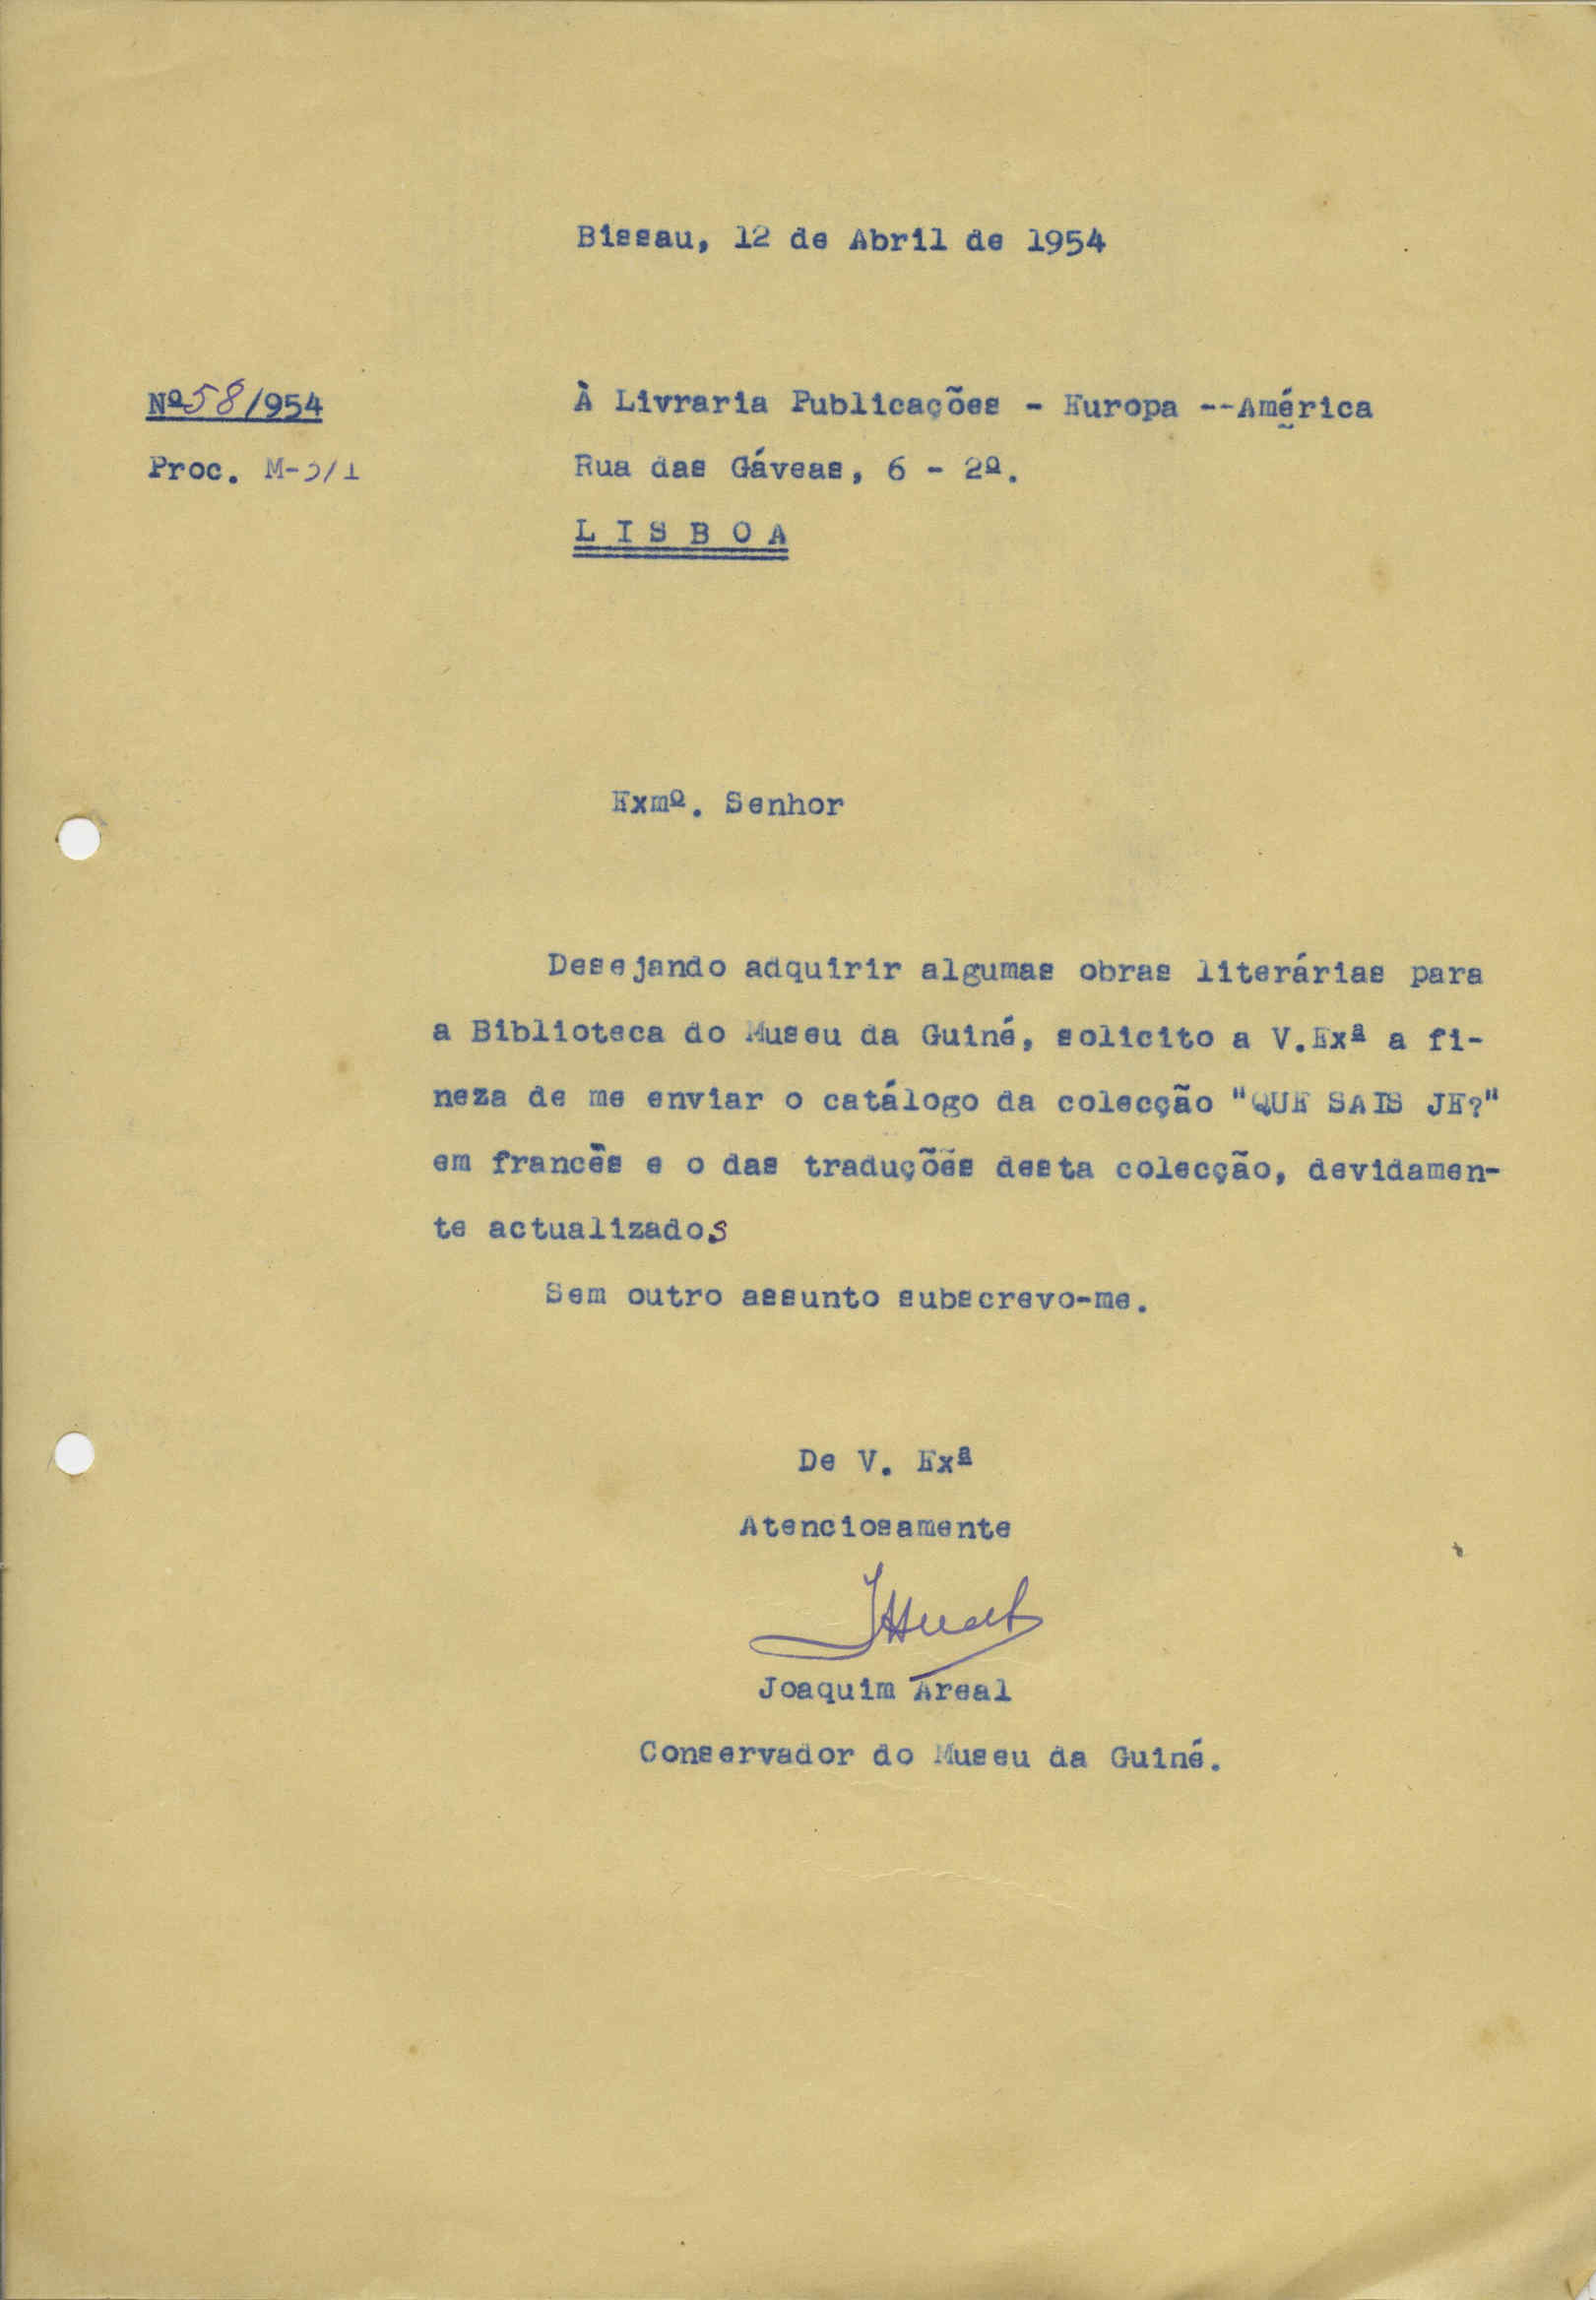 Bissau, 12 de Abril de 1954
Nº58/954
À Livraria Publicações - Europa --América
Proc.
Rua das Gáveas, 6 - 2º.
L I S B O A
Exmº. Senhor
Desejando adquirir algumas obras literárias para
a Biblioteca do Museu da Guiné, solicito a V.Exª a fi-
neza de me enviar o catálogo da colecção "QUE SAIS JE?"
em francês e o das traduções desta colecção, devidamen-
te actualizados
Sem outro assunto subscrevo-me.
De V. Exª
Atenciosamente
Joaquim Areal
Conservador do Museu da Guiné.